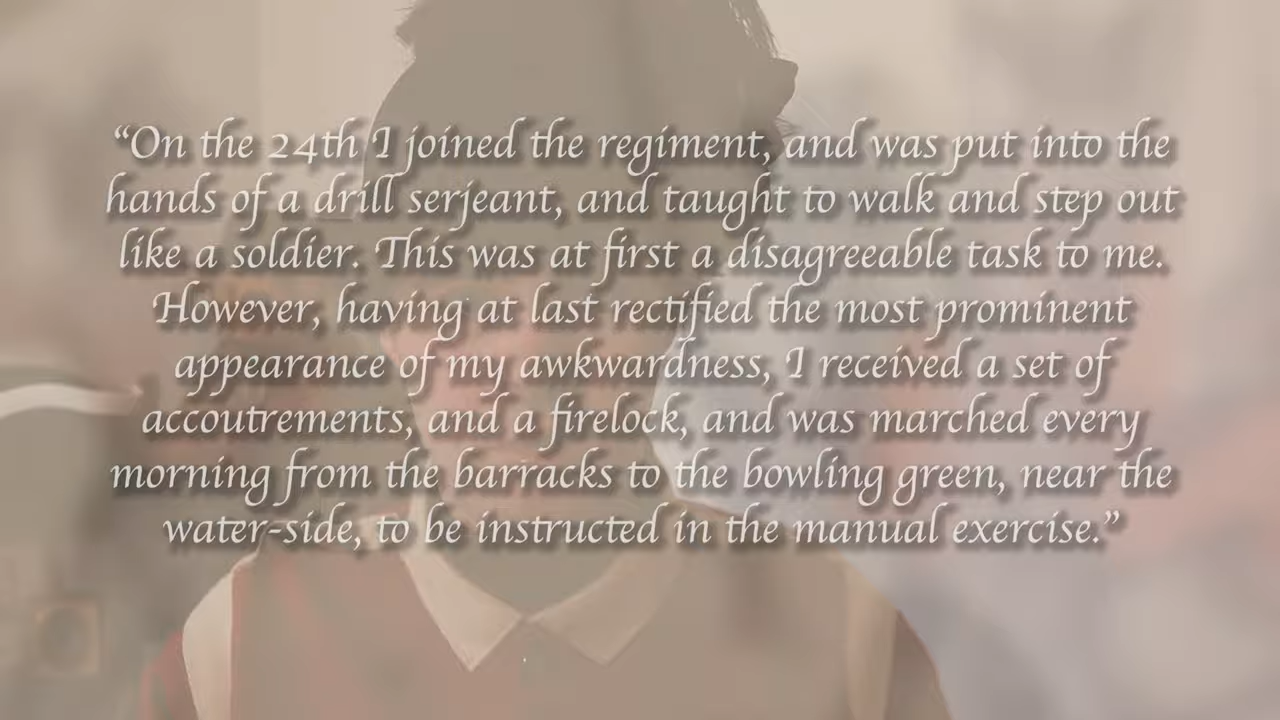 “On the 24th I joined the regiment, and was put into the
hands of a drill serjeant, and taught to walk and step out
like a soldier. This was at first a disagreeable task to me.
However, having at last rectified the most prominent
appearance of my awkwardness, I received a set of
accoutrements, and a firelock, and was marched every
morning from the barracks to the bowling green, near the
water-side, to be instructed in the manual exercise.”